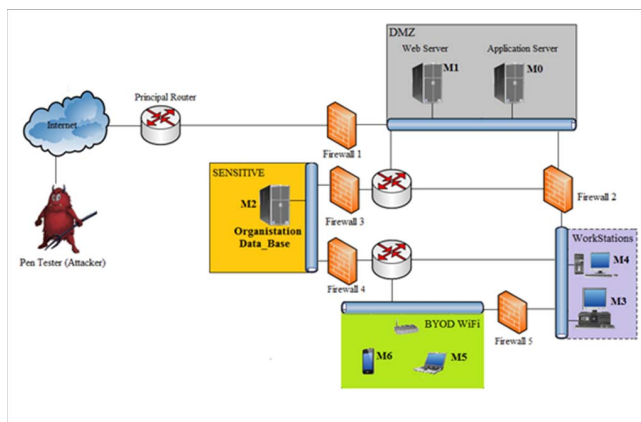 DMZ
Web Server
Application Server
M1
M0
Principal Router
Internet
Firewall 1
SENSITIVE
M2
Organistation
Data_Base
Firewall 3
Firewall 2
Pen Tester (Attacker)
Firewall 4
WorkStations
M4
M3
BYOD WiFi
Firewall 5
M6
M5